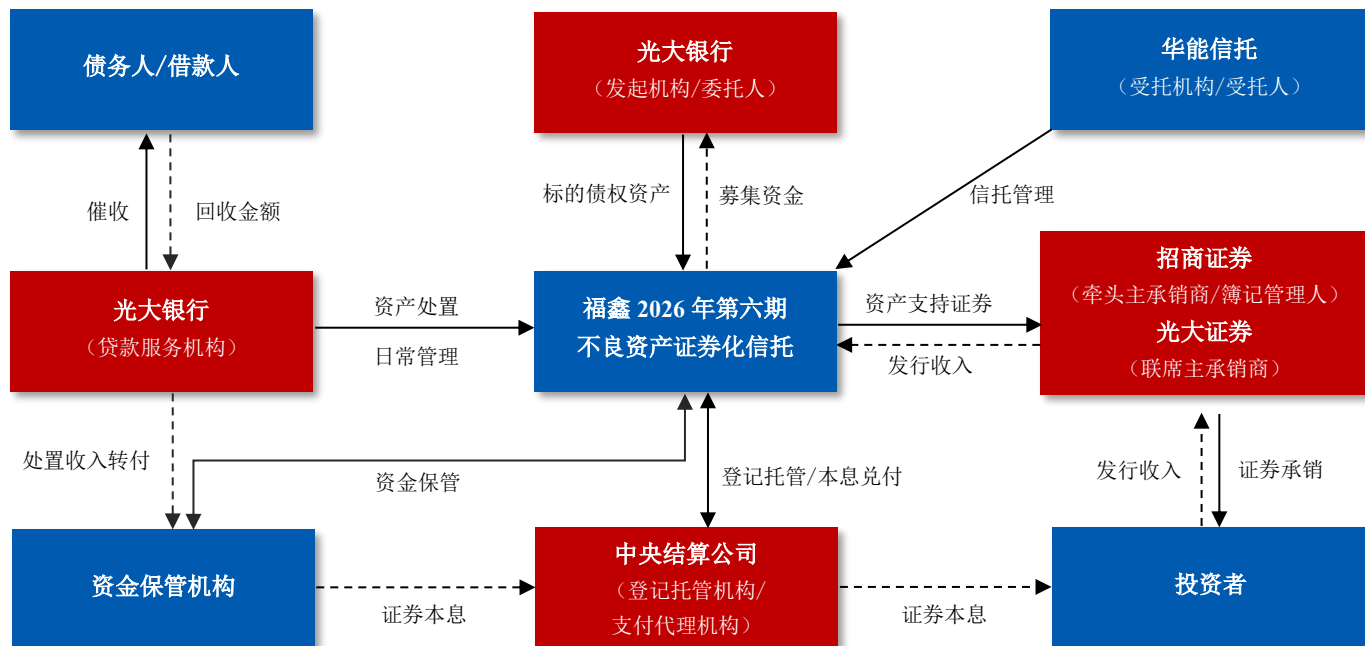 债务人/借款人
光大银行
（发起机构/委托人）
华能信托
（受托机构/受托人）
催收
回收金额
标的债权资产
募集资金
信托管理
光大银行
（贷款服务机构）
资产处置
日常管理
福鑫 2026 年第六期
不良资产证券化信托
资产支持证券
发行收入
招商证券
（牵头主承销商/簿记管理人）
光大证券
（联席主承销商）
处置收入转付
资金保管
登记托管/本息兑付
发行收入
证券承销
资金保管机构
证券本息
中央结算公司
（登记托管机构/
支付代理机构）
证券本息
投资者